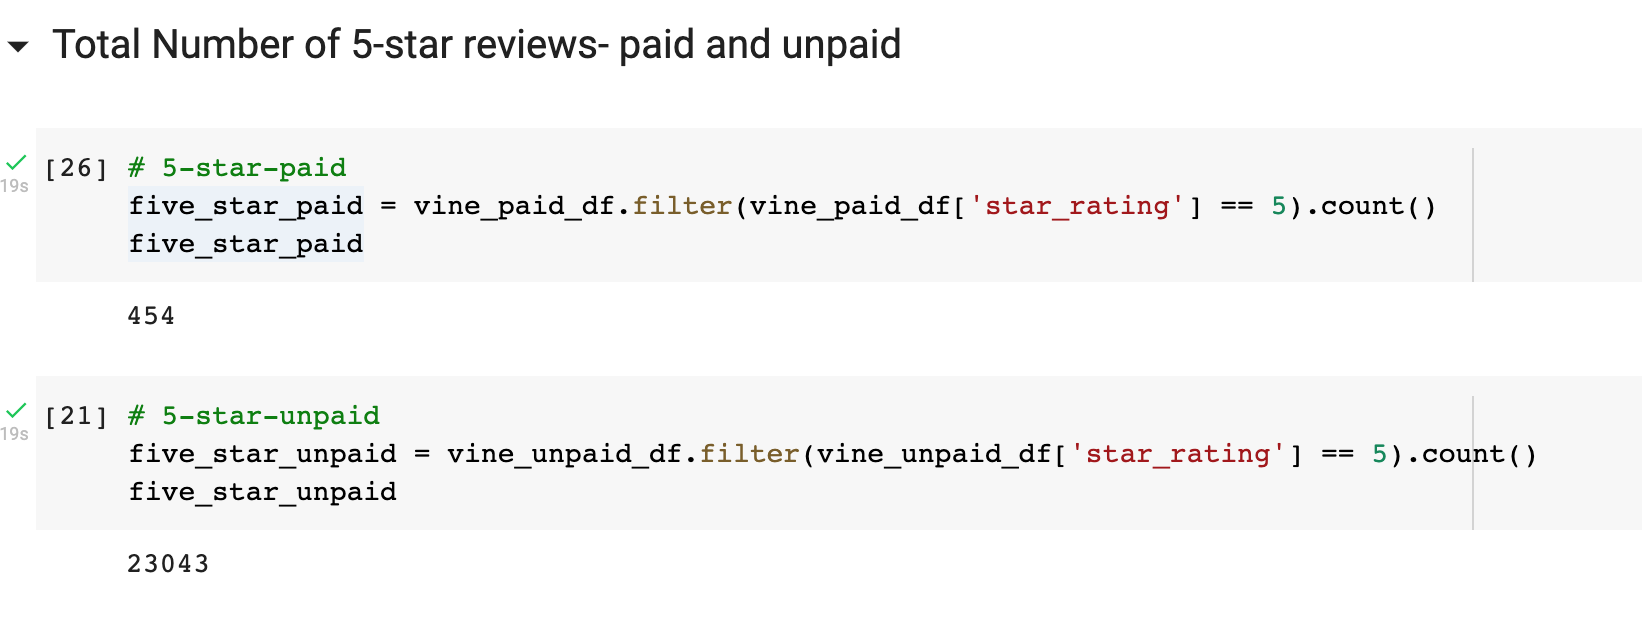 Total Number of 5-star reviews- paid and unpaid
[26] # 5-star-paid
19s
five_star_paid = vine_paid_df.filter(vine_paid_df['star_rating'] == 5).count()
five_star_paid
454
[21] # 5-star-unpaid
19s
five_star_unpaid = vine_unpaid_df.filter(vine_unpaid_df['star_rating'] == 5).count()
five_star_unpaid
23043